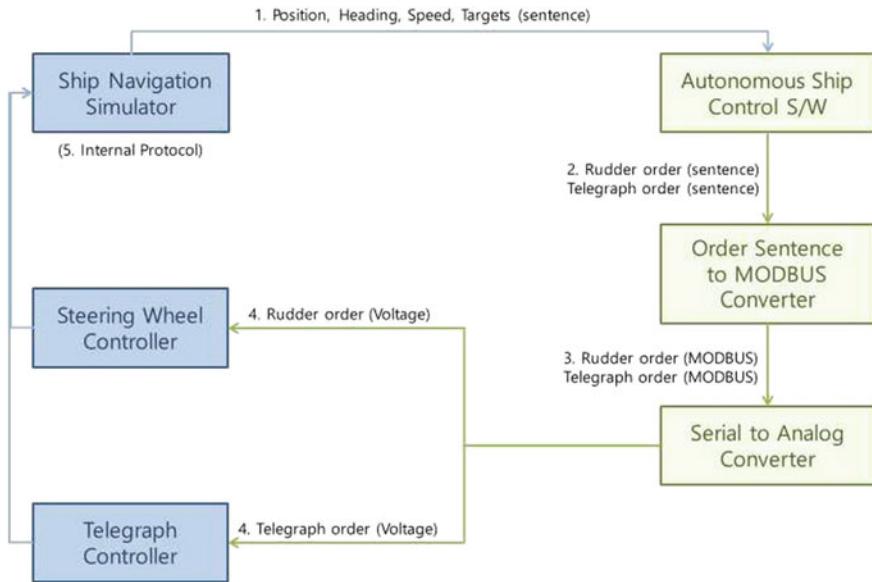 1. Position, Heading, Speed, Targets (sentence)
Ship Navigation
Simulator
(5. Internal Protocol)
Autonomous Ship
Control S/W
2. Rudder order (sentence)
Telegraph order (sentence)
Order Sentence
to MODBUS
Converter
3. Rudder order (MODBUS)
Telegraph order (MODBUS)
Serial to Analog
Converter
4. Rudder order (Voltage)
Steering Wheel
Controller
4. Telegraph order (Voltage)
Telegraph
Controller